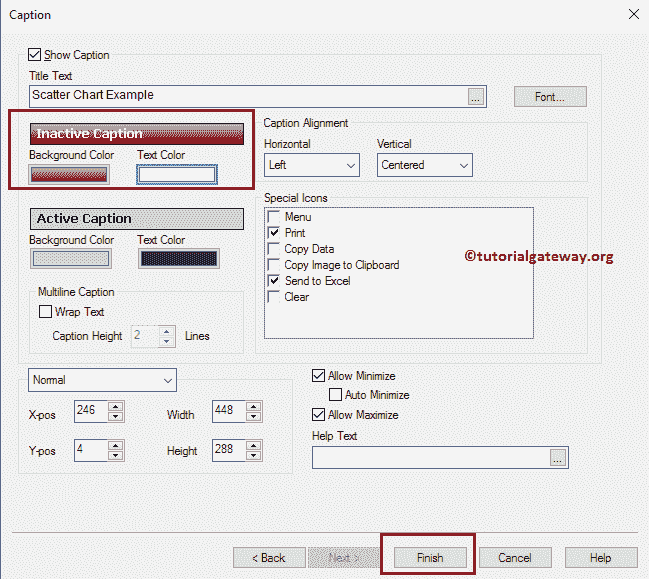 Caption
Show Caption
Title Text
Scatter Chart Example
...
Font...
Inactive Caption
Background Color Text Color
Caption Alignment
Horizontal Vertical
Left Centered
Active Caption
Background Color Text Color
Special Icons
Menu
Print
Copy Data
Copy Image to Clipboard
Send to Excel
Clear
©tutorialgateway.org
Multiline Caption
Wrap Text
Caption Height 2 Lines
Normal
X-pos 246 Width 448
Y-pos 4 Height 288
Allow Minimize
Auto Minimize
Allow Maximize
Help Text
...
< Back Next > Finish Cancel Help